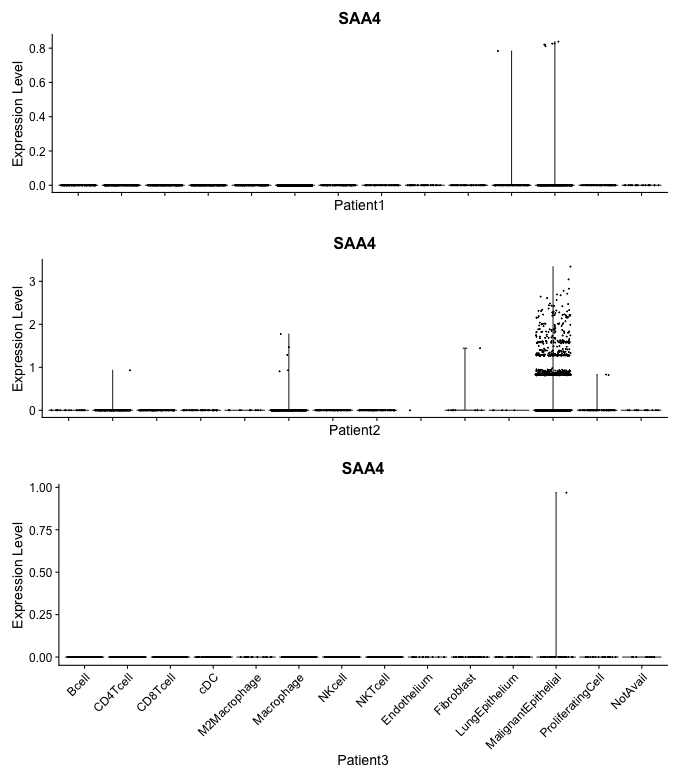 SAA4
Expression Level
0.8
0.6
0.4
0.2
0.0
Patient1
SAA4
Expression Level
3
2
1
0
Patient2
SAA4
Expression Level
1.00
0.75
0.50
0.25
0.00
Bcell
CD4Tcell
CD8Tcell
cDC
M2Macrophage
Macrophage
NKcell
NKTcell
Endothelium
Fibroblast
LungEpithelium
MalignantEpithelial
ProliferatingCell
NotAvail
Patient3